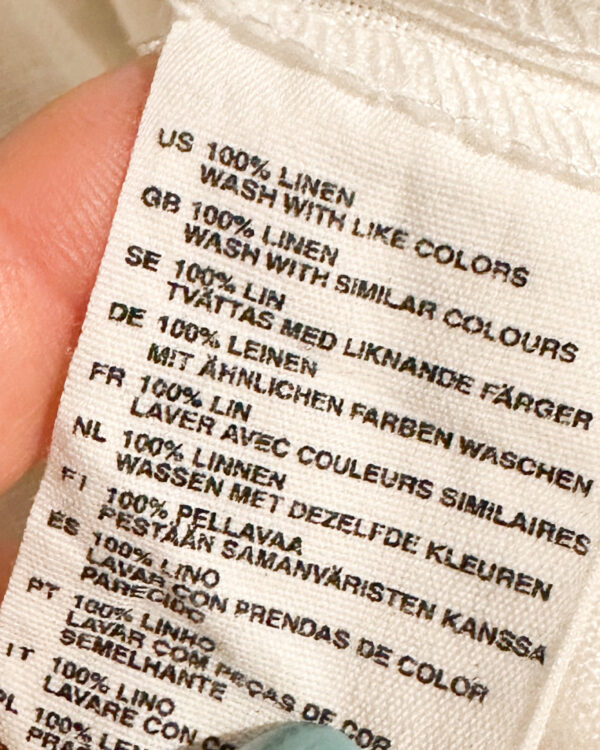 US 100% LINEN
WASH WITH LIKE COLORS
GB 100% LINEN
WASH WITH SIMILAR COLOURS
SE 100% LIN
TVÄTTAS MED LIKNANDE FÄRGER
DE 100% LEINEN
MIT ÄHNLICHEN FARBEN WASCHEN
FR 100% LIN
LAVER AVEC COULEURS SIMILAIRES
NL 100% LINNEN
WASSEN MET DEZELFDE KLEUREN
FI 100% PELLAVAA
PESTÄÄN SAMANVÄRISTEN KANSSA
ES 100% LINO
LAVAR CON PRENDAS DE COLOR
PARECIDO
PT 100% LINHO
LAVAR COM PEÇAS DE COR
SEMELHANTE
IT 100% LINO
LAVARE CON
PL 100%